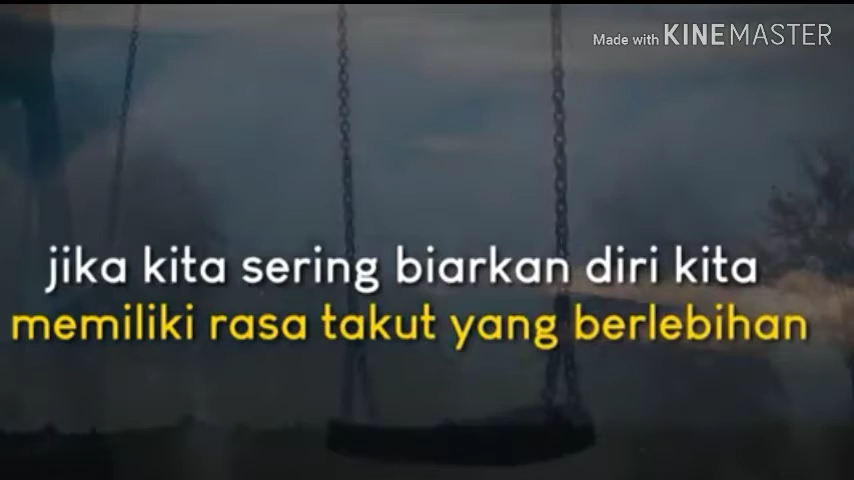 Made with KINEMASTER
jika kita sering biarkan diri kita
memiliki rasa takut yang berlebihan